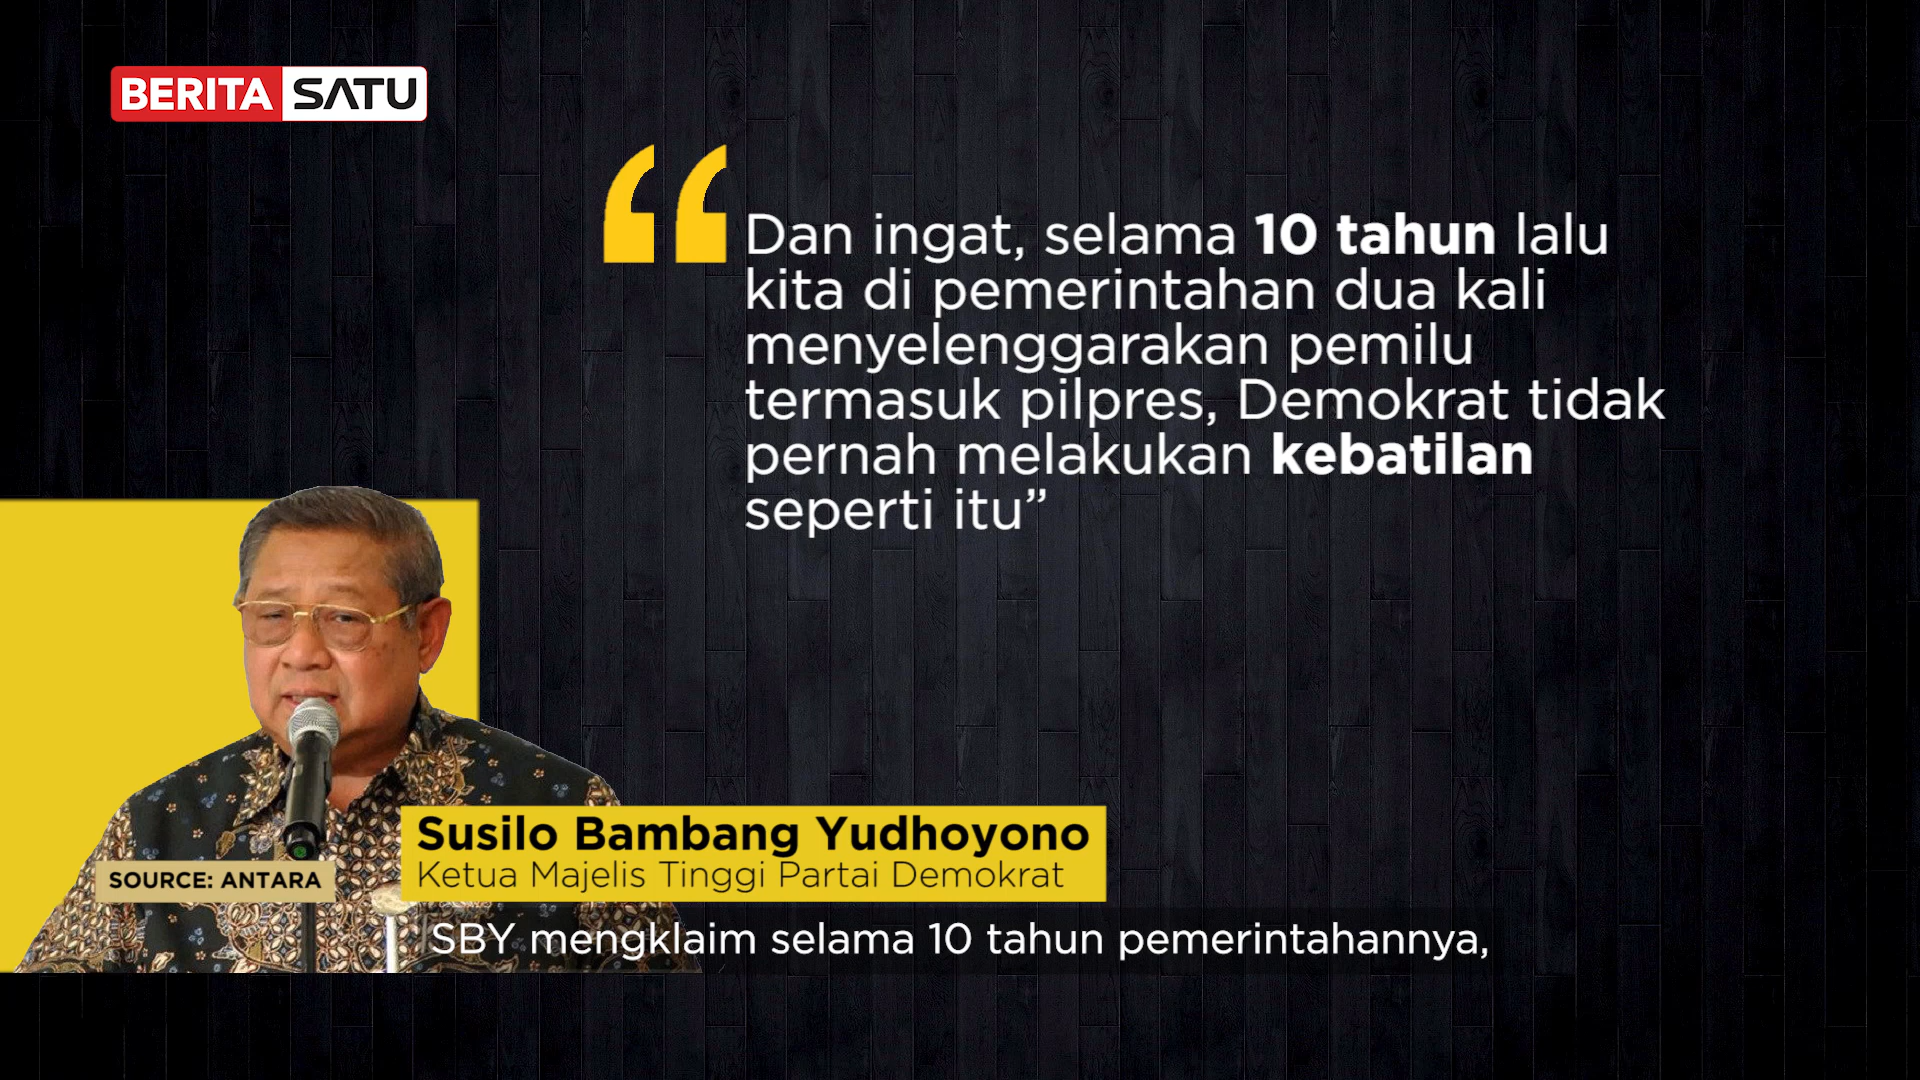 BERITA SATU
“Dan ingat, selama 10 tahun lalu
kita di pemerintahan dua kali
menyelenggarakan pemilu
termasuk pilpres, Demokrat tidak
pernah melakukan kebatilan
seperti itu”
Susilo Bambang Yudhoyono
Ketua Majelis Tinggi Partai Demokrat
SOURCE: ANTARA
SBY mengklaim selama 10 tahun pemerintahannya,